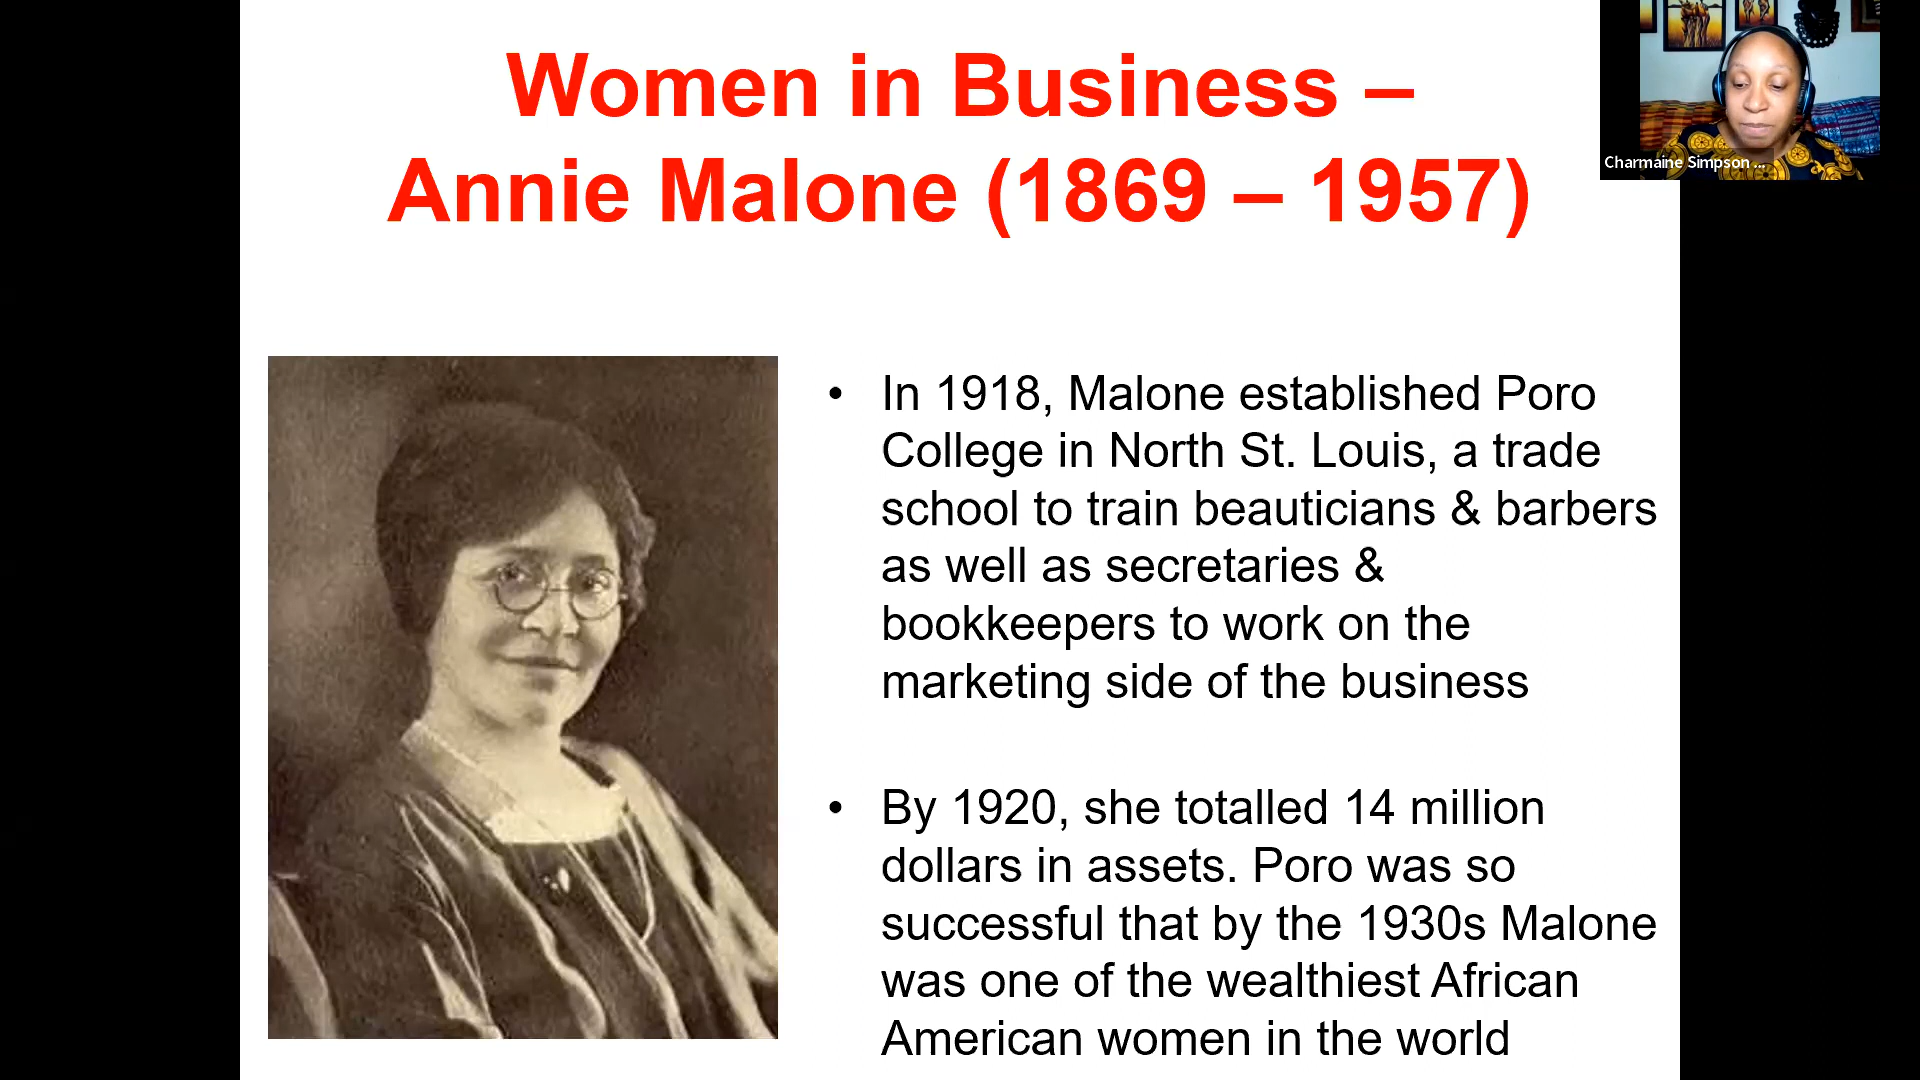 Women in Business –
Annie Malone (1869 – 1957)
Charmaine Simpson ...
• In 1918, Malone established Poro
College in North St. Louis, a trade
school to train beauticians & barbers
as well as secretaries &
bookkeepers to work on the
marketing side of the business
• By 1920, she totalled 14 million
dollars in assets. Poro was so
successful that by the 1930s Malone
was one of the wealthiest African
American women in the world